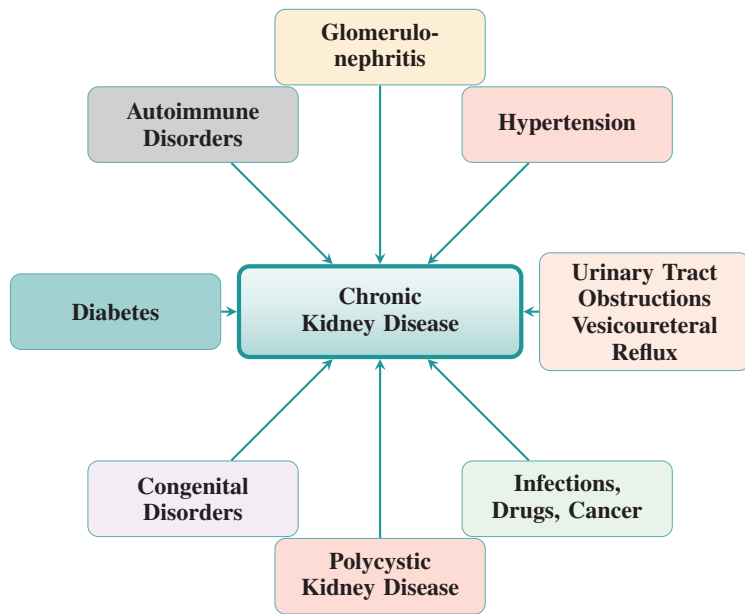 Glomerulo-
nephritis
Autoimmune
Disorders
Hypertension
Diabetes
Chronic
Kidney Disease
Urinary Tract
Obstructions
Vesicoureteral
Reflux
Congenital
Disorders
Infections,
Drugs, Cancer
Polycystic
Kidney Disease